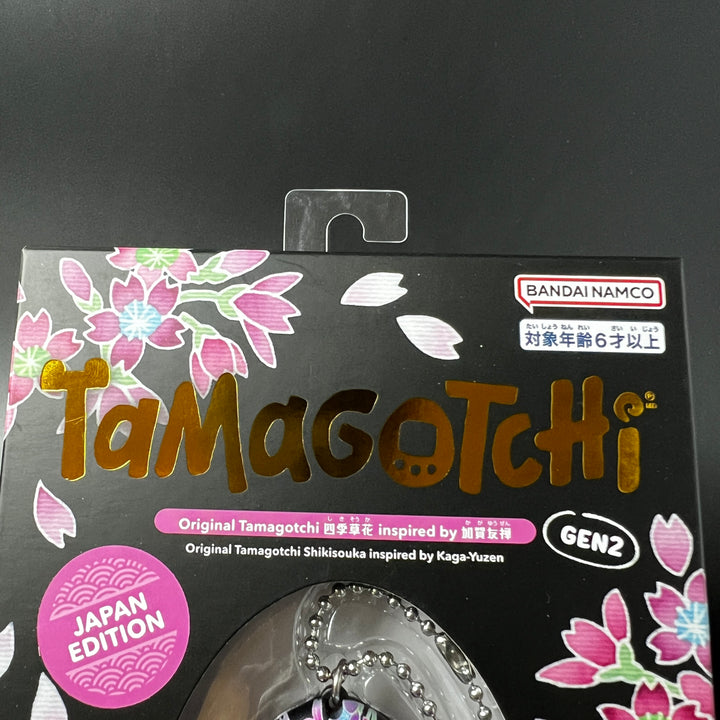 BANDAI NAMCO
たいしょうねんれい さいいじょう
対象年齢6才以上
TaMaGOTCHi
しきそうか かがゆうぜん
Original Tamagotchi 四季草花 inspired by 加賀友禅
Original Tamagotchi Shikisouka inspired by Kaga-Yuzen
GEN2
JAPAN
EDITION